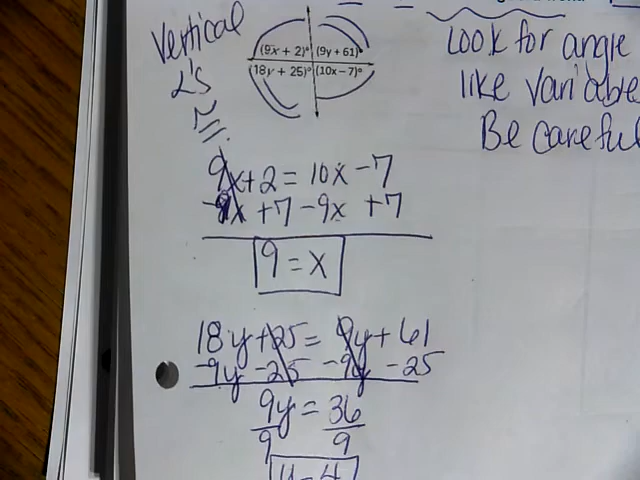 Vertical
∠'s
≅
(9x + 2)° (9y + 61)°
(18y + 25)° (10x − 7)°
Look for angle
like variable
Be careful
9x + 2 = 10x − 7
−9x + 7 − 9x + 7
9 = x
18y + 25 = 9y + 61
−9y − 25 − 9y − 25
9y = 36
9 9
y = 4